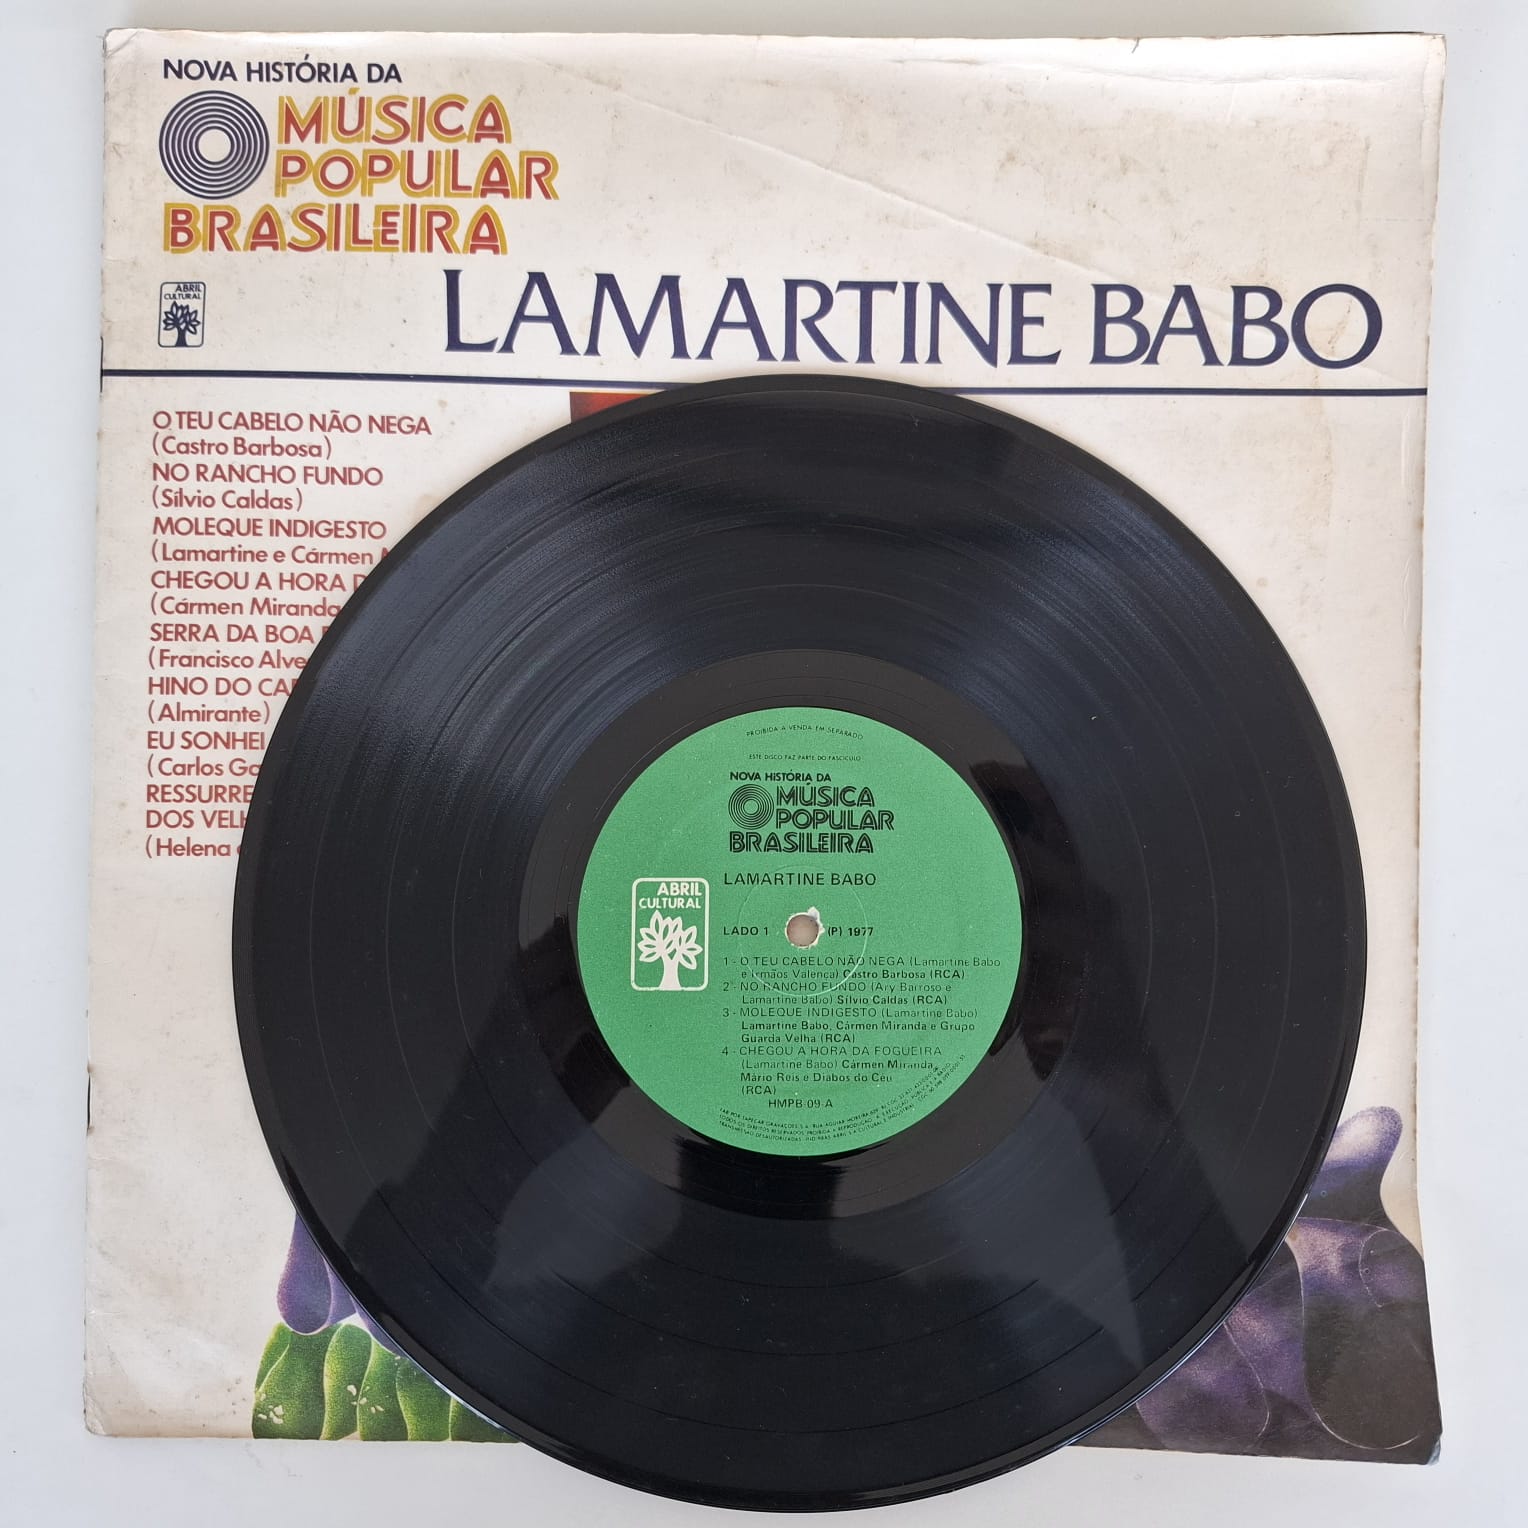 NOVA HISTÓRIA DA
MÚSICA
POPULAR
BRASILEIRA
ABRIL
CULTURAL
LAMARTINE BABO
O TEU CABELO NÃO NEGA
(Castro Barbosa)
NO RANCHO FUNDO
(Sílvio Caldas)
MOLEQUE INDIGESTO
(Lamartine e Cármen
CHEGOU A HORA
(Cármen Miranda
SERRA DA BOA
(Francisco
HINO DO
(Almirante)
EU SONHEI
(Carlos
DOS
(Helena
PROIBIDA A VENDA EM SEPARADO
ESTE DISCO FAZ PARTE DO FASCÍCULO
NOVA HISTÓRIA DA
MÚSICA
POPULAR
BRASILEIRA
LAMARTINE BABO
ABRIL
CULTURAL
LADO 1 (P) 1977
1 - O TEU CABELO NÃO NEGA (Lamartine Babo
e Irmãos Valença) Castro Barbosa (RCA)
2 - NO RANCHO FUNDO (Ary Barroso e
Lamartine Babo) Sílvio Caldas (RCA)
3 - MOLEQUE INDIGESTO (Lamartine Babo)
Lamartine Babo, Cármen Miranda e Grupo
Guarda Velha (RCA)
4 - CHEGOU A HORA DA FOGUEIRA
(Lamartine Babo) Cármen Miranda,
Mário Reis e Diabos do Céu
(RCA)
HMPB-09-A